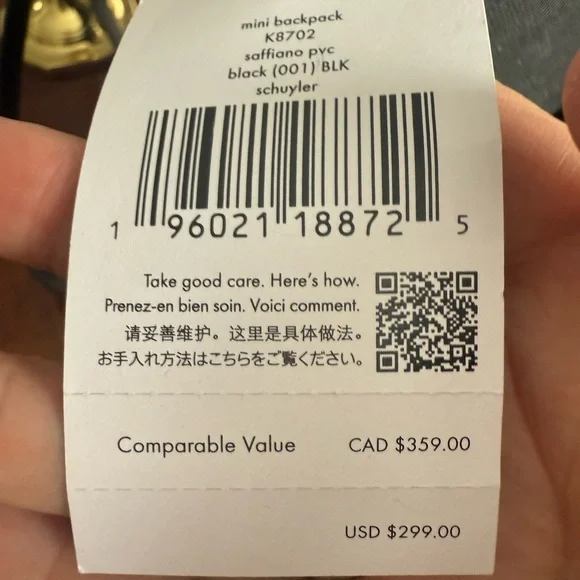 mini backpack
K8702
saffiano pvc
black (001) BLK
schuyler
1 96021 18872 5
Take good care. Here's how.
Prenez-en bien soin. Voici comment.
请妥善维护。这里是具体做法。
お手入れ方法はこちらをご覧ください。
Comparable Value CAD $359.00
USD $299.00